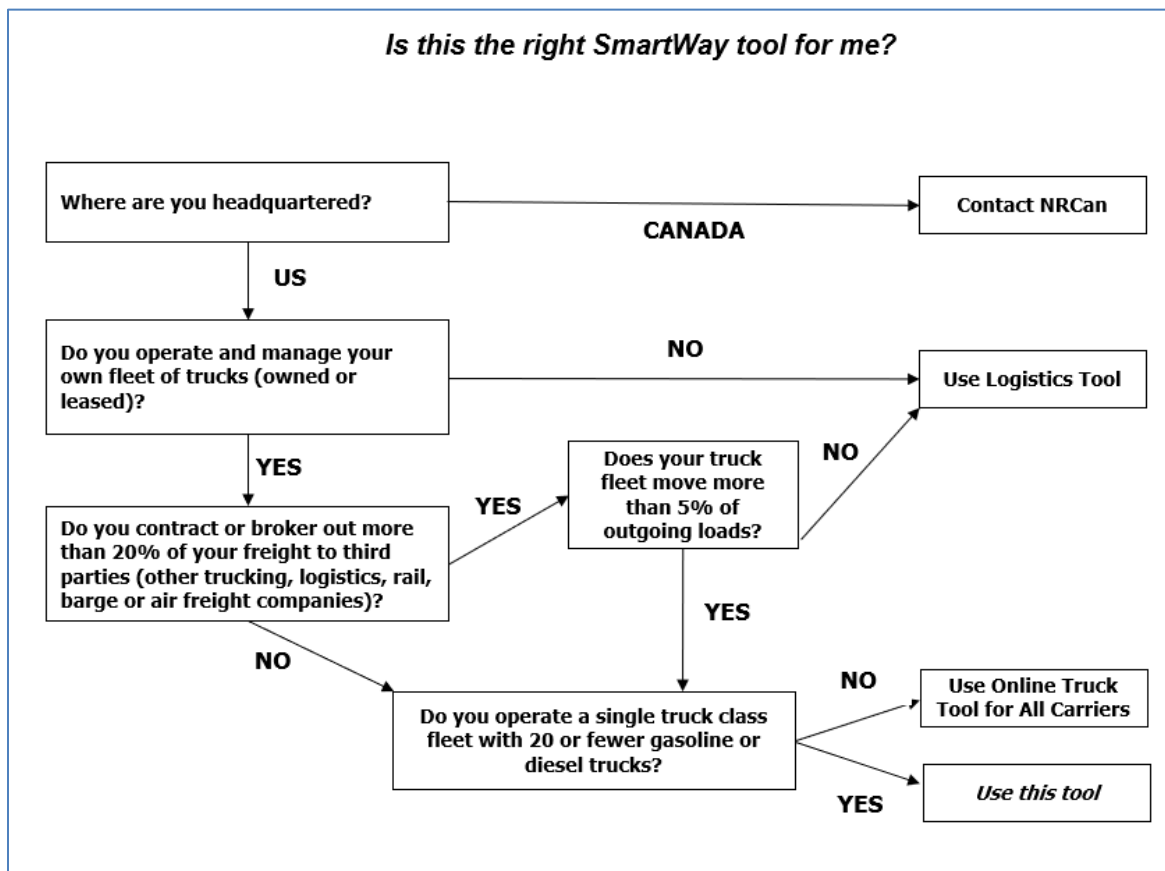 Is this the right SmartWay tool for me?
Where are you headquartered?
CANADA
Contact NRCan
US
Do you operate and manage your
own fleet of trucks (owned or
leased)?
NO
Use Logistics Tool
YES
Do you contract or broker out more
than 20% of your freight to third
parties (other trucking, logistics, rail,
barge or air freight companies)?
YES
Does your truck
fleet move more
than 5% of
outgoing loads?
NO
YES
NO
Do you operate a single truck class
fleet with 20 or fewer gasoline or
diesel trucks?
NO
Use Online Truck
Tool for All Carriers
YES
Use this tool